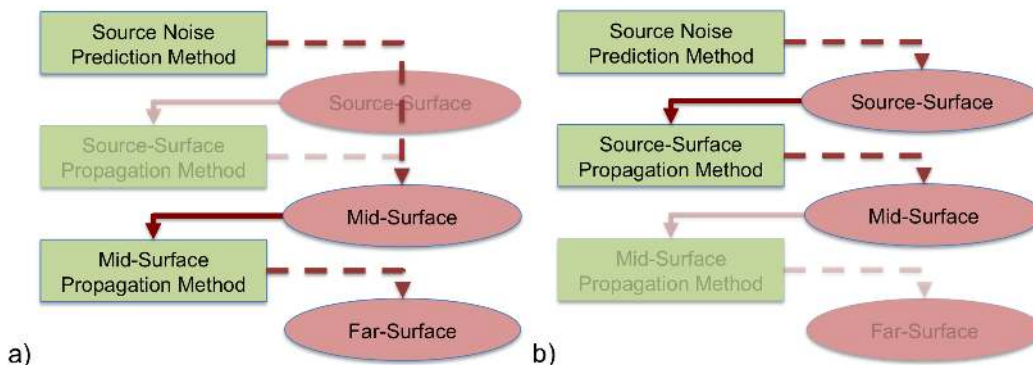 Source Noise
Prediction Method
Source-Surface
Source-Surface
Propagation Method
Mid-Surface
Mid-Surface
Propagation Method
Far-Surface
a)
Source Noise
Prediction Method
Source-Surface
Source-Surface
Propagation Method
Mid-Surface
Mid-Surface
Propagation Method
Far-Surface
b)